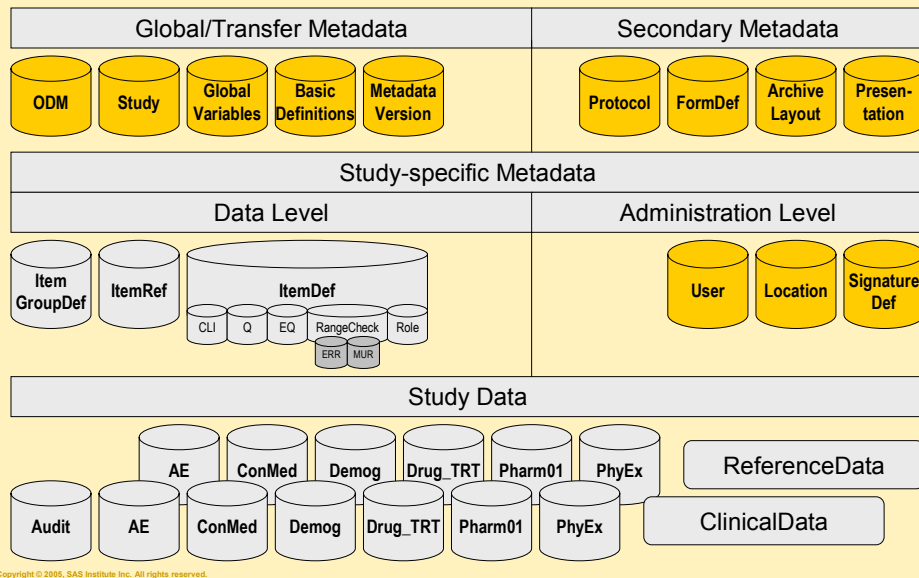 Global/Transfer Metadata
Secondary Metadata
ODM
Study
Global
Variables
Basic
Definitions
Metadata
Version
Protocol
FormDef
Archive
Layout
Presen-
tation
Study-specific Metadata
Data Level
Administration Level
Item
GroupDef
ItemRef
ItemDef
CLI
Q
EQ
RangeCheck
Role
ERR
MUR
User
Location
Signature
Def
Study Data
AE
ConMed
Demog
Drug_TRT
Pharm01
PhyEx
ReferenceData
Audit
AE
ConMed
Demog
Drug_TRT
Pharm01
PhyEx
ClinicalData
Copyright © 2005, SAS Institute Inc. All rights reserved.